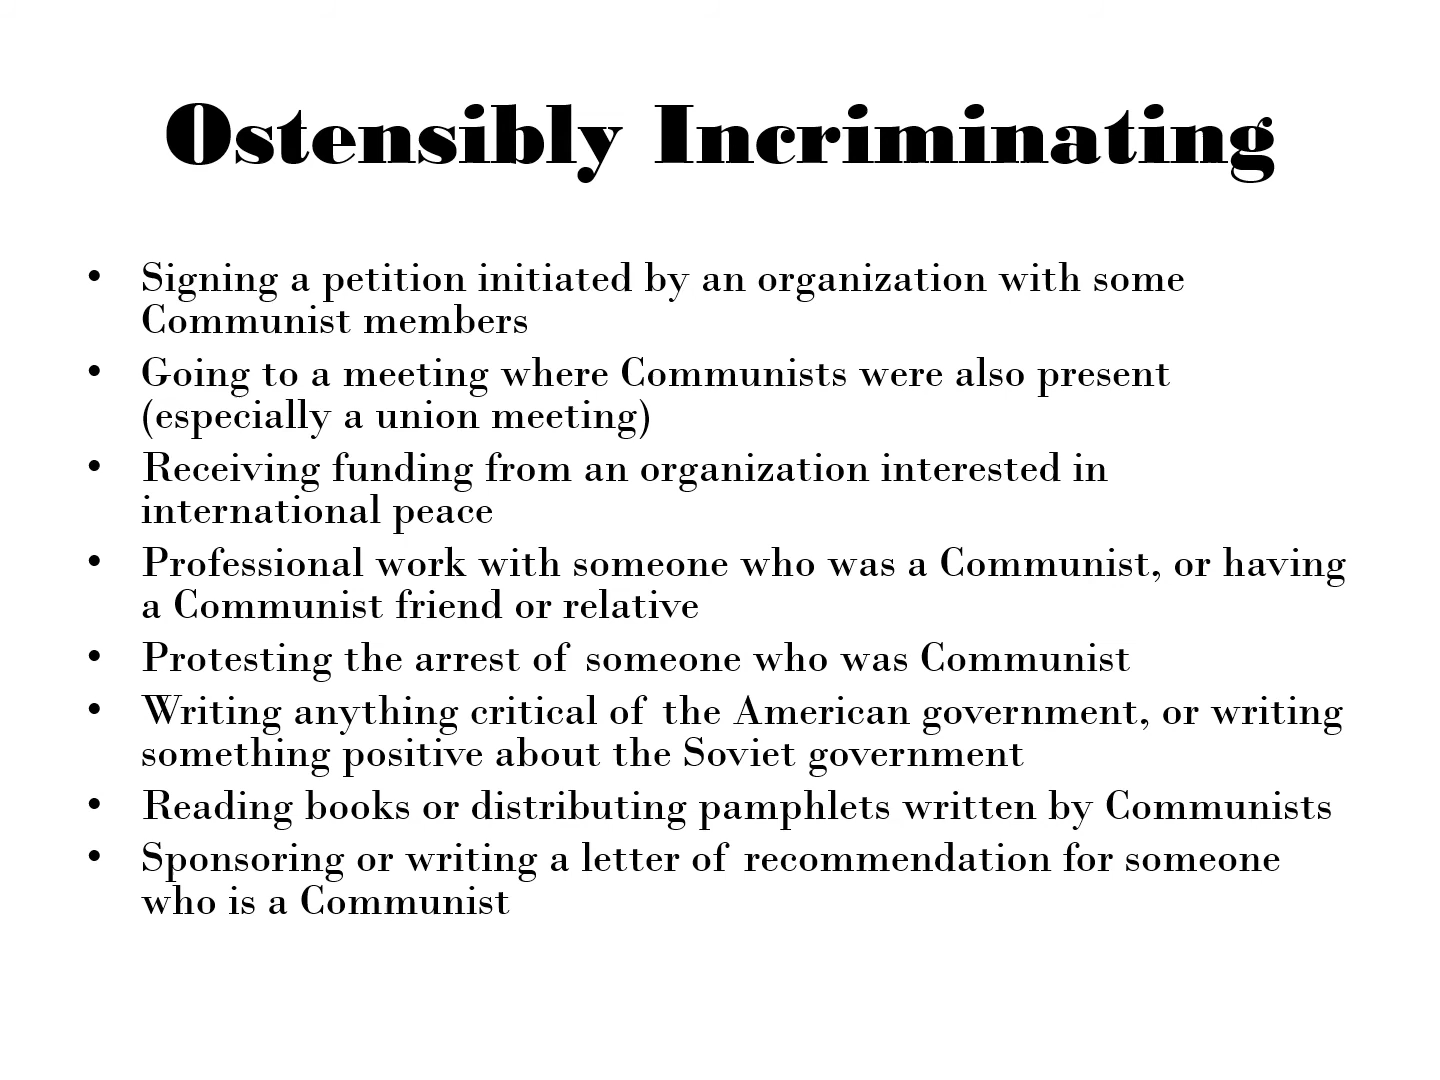 Ostensibly Incriminating
• Signing a petition initiated by an organization with some
Communist members
• Going to a meeting where Communists were also present
(especially a union meeting)
• Receiving funding from an organization interested in
international peace
• Professional work with someone who was a Communist, or having
a Communist friend or relative
• Protesting the arrest of someone who was Communist
• Writing anything critical of the American government, or writing
something positive about the Soviet government
• Reading books or distributing pamphlets written by Communists
• Sponsoring or writing a letter of recommendation for someone
who is a Communist